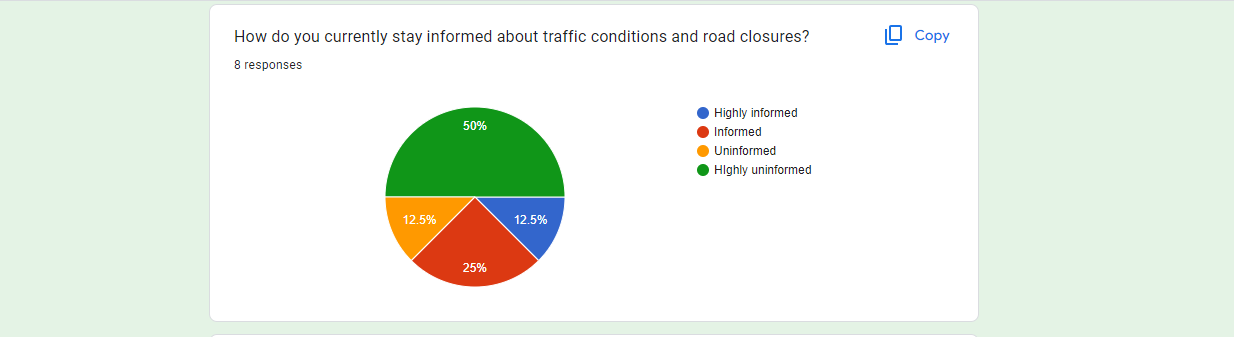 How do you currently stay informed about traffic conditions and road closures?
Copy
8 responses
50%
12.5%
12.5%
25%
Highly informed
Informed
Uninformed
HIghly uninformed